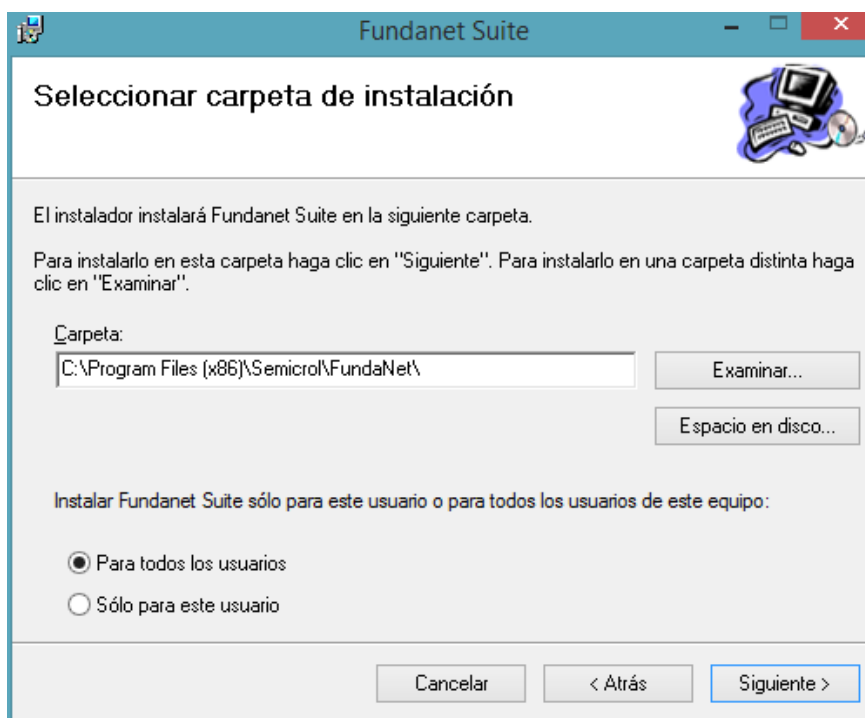 Fundanet Suite
Seleccionar carpeta de instalación
El instalador instalará Fundanet Suite en la siguiente carpeta.
Para instalarlo en esta carpeta haga clic en "Siguiente". Para instalarlo en una carpeta distinta haga
clic en "Examinar".
Carpeta:
C:\Program Files (x86)\Semicrol\FundaNet\
Examinar...
Espacio en disco...
Instalar Fundanet Suite sólo para este usuario o para todos los usuarios de este equipo:
Para todos los usuarios
Sólo para este usuario
Cancelar
< Atrás
Siguiente >